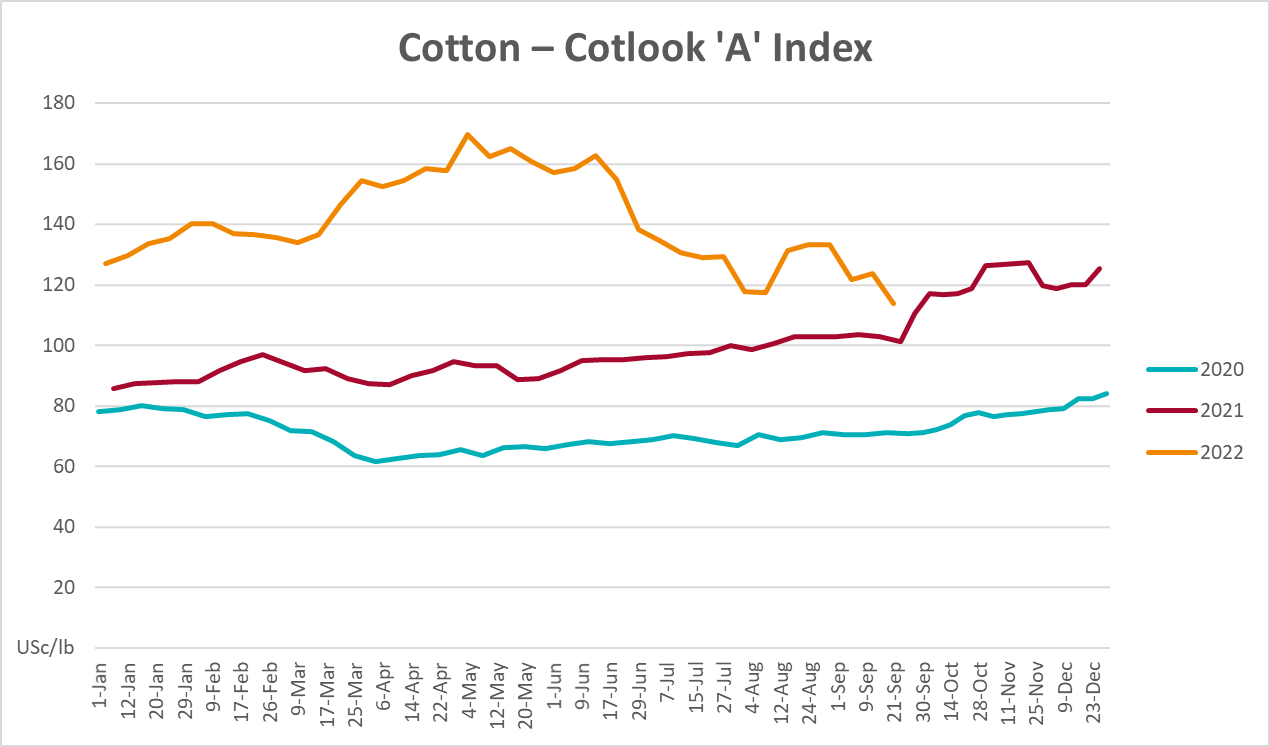 Cotton – Cotlook 'A' Index
180
160
140
120
100
80
60
40
20
USc/lb
1-Jan
12-Jan
20-Jan
29-Jan
9-Feb
17-Feb
26-Feb
9-Mar
17-Mar
25-Mar
6-Apr
14-Apr
22-Apr
4-May
12-May
20-May
1-Jun
9-Jun
17-Jun
29-Jun
7-Jul
15-Jul
27-Jul
4-Aug
12-Aug
24-Aug
1-Sep
9-Sep
21-Sep
30-Sep
14-Oct
28-Oct
11-Nov
25-Nov
9-Dec
23-Dec
2020
2021
2022